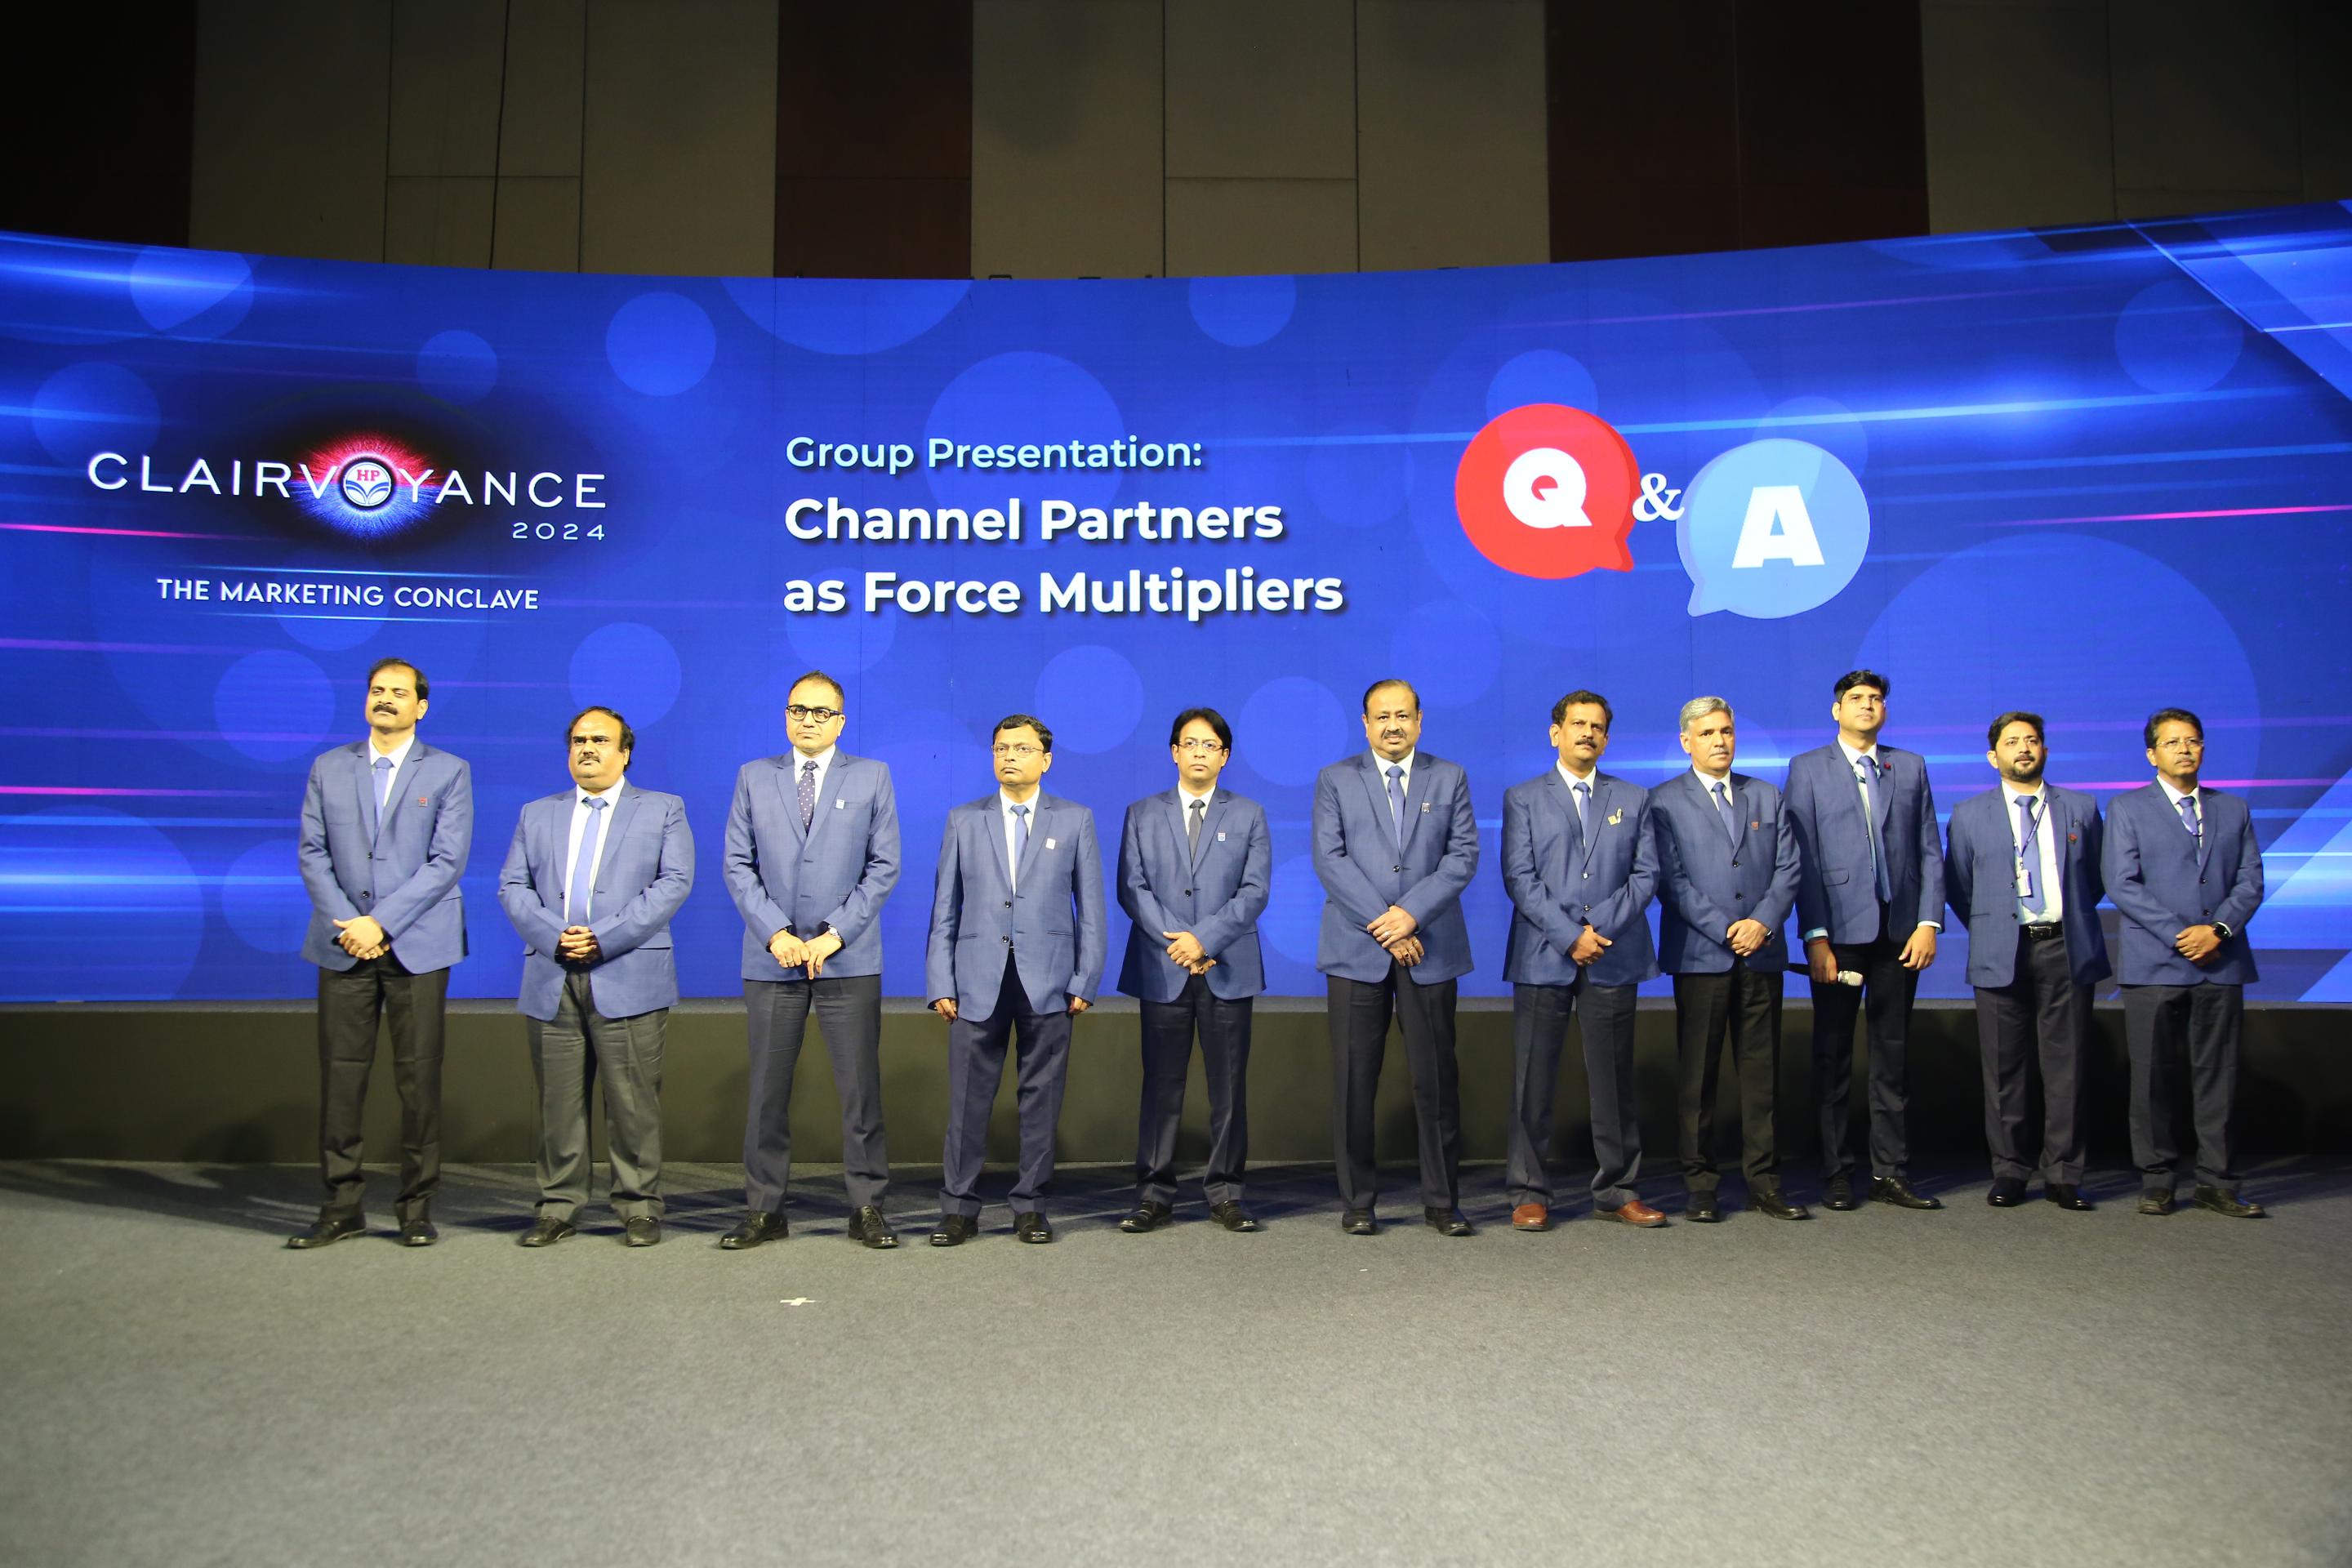 CLAIRVOYANCE
HP
2024
THE MARKETING CONCLAVE
Group Presentation:
Channel Partners
as Force Multipliers
Q & A